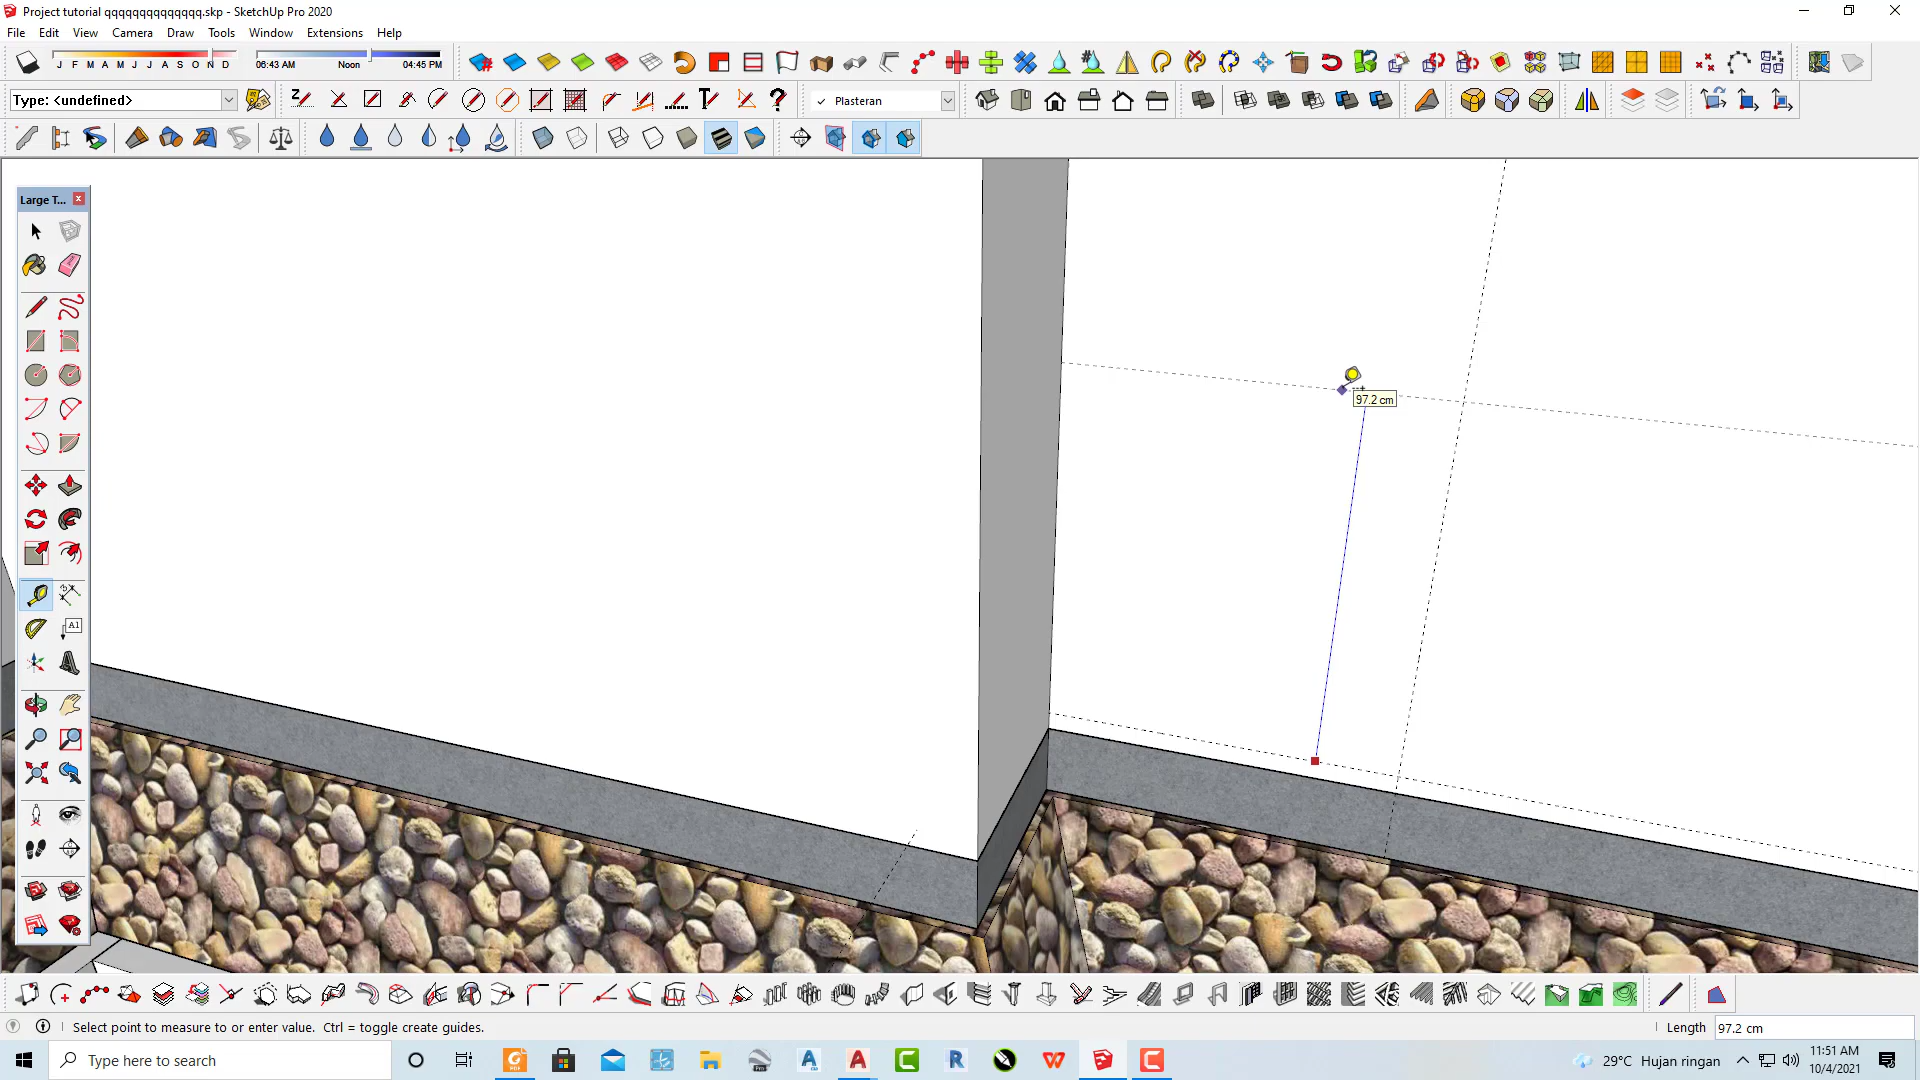 Project tutorial qqqqqqqqqqqqqq.skp - SketchUp Pro 2020
File Edit View Camera Draw Tools Window Extensions Help
J F M A M J J A S O N D
06:43 AM Noon 04:45 PM
Type: <undefined>
✓ Plasteran
Large T...
A1
97.2 cm
Select point to measure to or enter value. Ctrl = toggle create guides.
Length 97.2 cm
Type here to search
29°C Hujan ringan
11:51 AM
10/4/2021